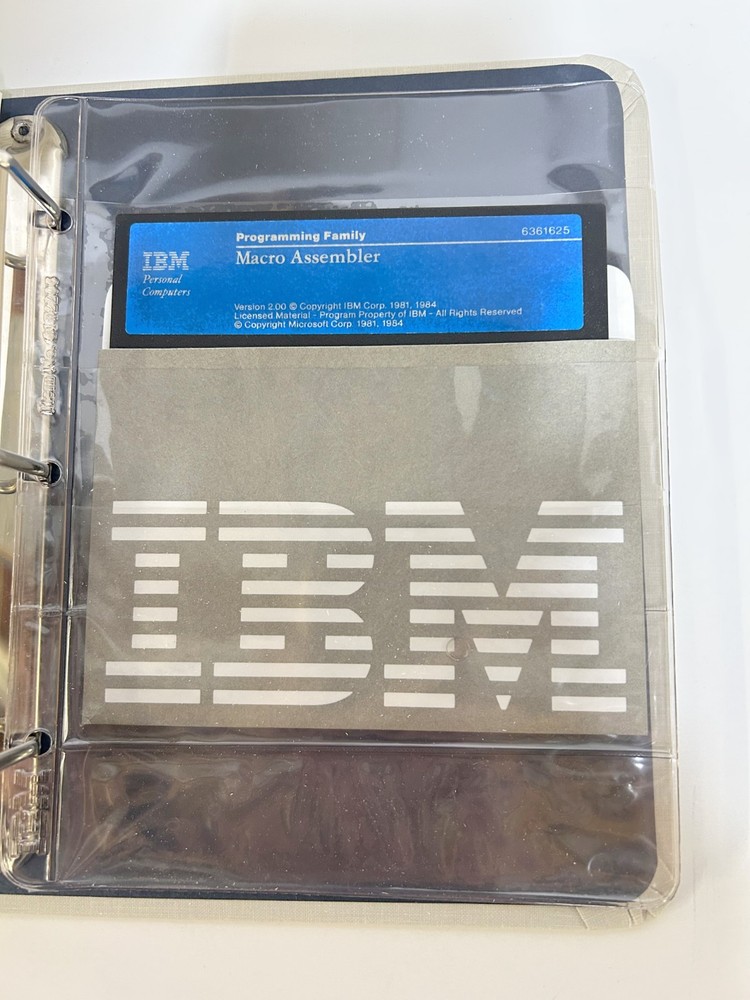 Programming Family
6361625
IBM
Personal
Computers
Macro Assembler
Version 2.00 © Copyright IBM Corp. 1981, 1984
Licensed Material - Program Property of IBM - All Rights Reserved
© Copyright Microsoft Corp. 1981, 1984
IBM